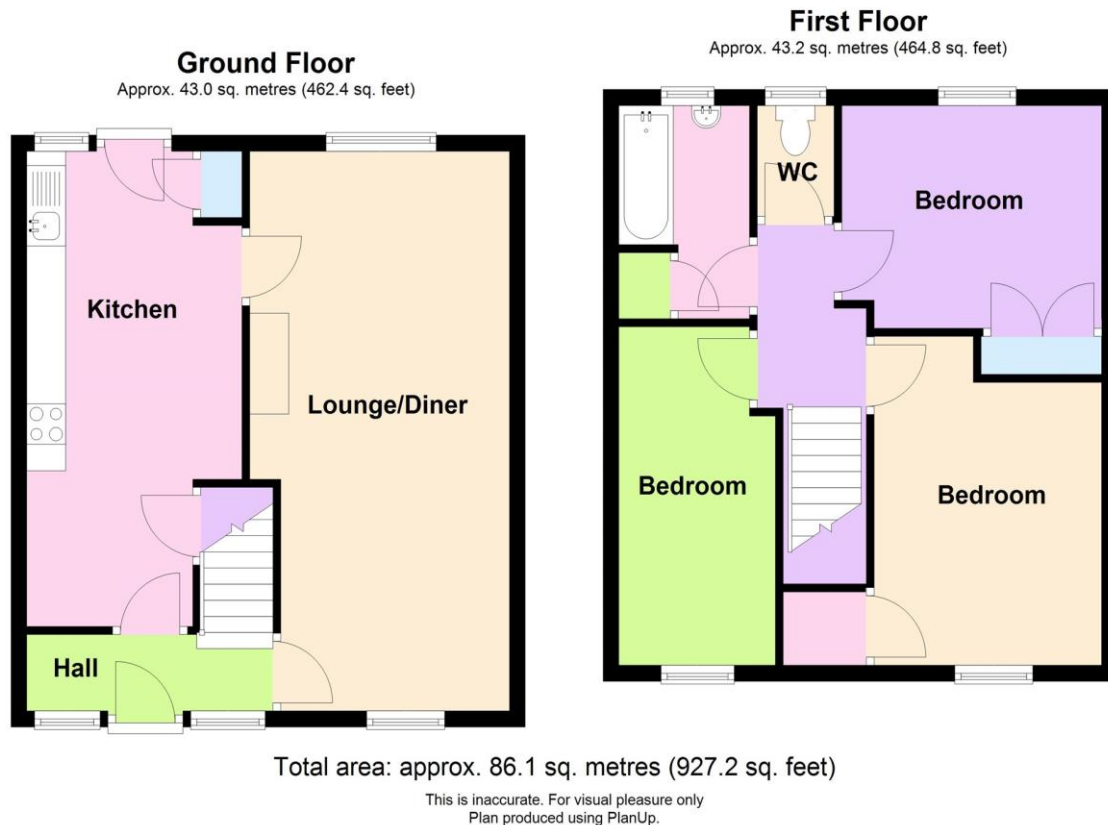 Ground Floor
Approx. 43.0 sq. metres (462.4 sq. feet)
Kitchen
Lounge/Diner
Hall
First Floor
Approx. 43.2 sq. metres (464.8 sq. feet)
WC
Bedroom
Bedroom
Bedroom
Total area: approx. 86.1 sq. metres (927.2 sq. feet)
This is inaccurate. For visual pleasure only
Plan produced using PlanUp.